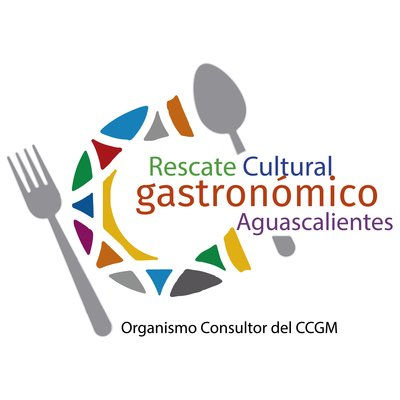 Rescate Cultural
gastronómico
Aguascalientes
Organismo Consultor del CCGM